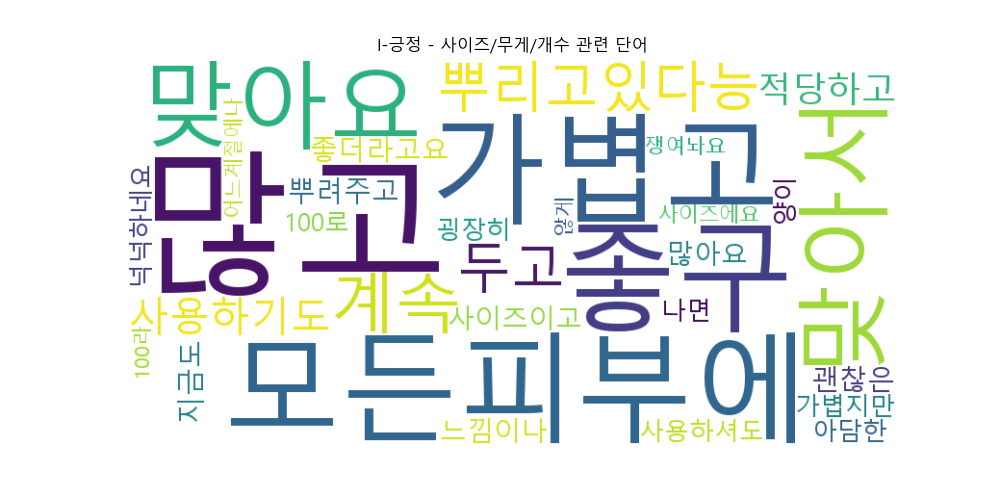 I-긍정 - 사이즈/무게/개수 관련 단어
맞아요
뿌리고있다능
적당하고
어느계절에나
좋더라고요
가볍고
쟁여놔요
맞아서
많고
넉넉하네요
뿌려주고
100로
굉장히
않게
사이즈에요
양이
두고
좋구
많아요
계속
사용하기도
사이즈이고
나면
100라
지금도
모든피부에
괜찮은
가볍지만
느낌이나
사용하셔도
아담한